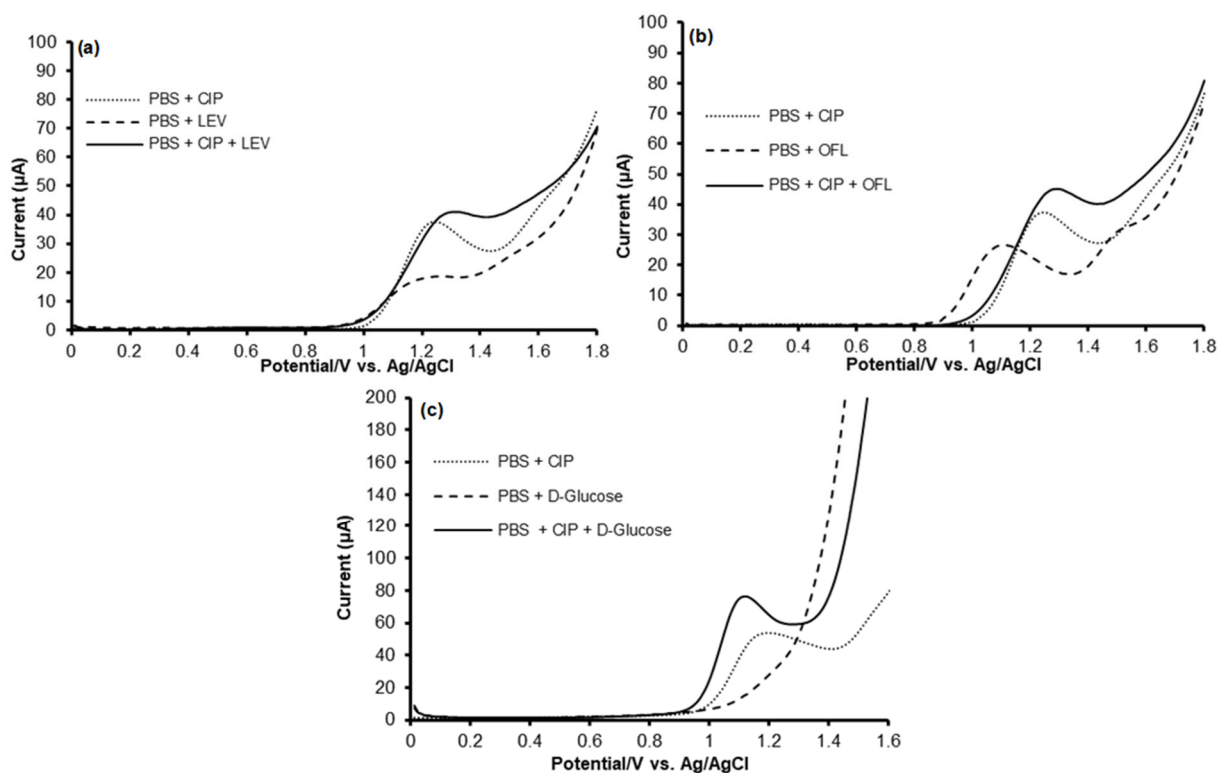 (a)
100
90
80
70
60
50
40
30
20
10
0
Current (µA)
PBS + CIP
PBS + LEV
PBS + CIP + LEV
0 0.2 0.4 0.6 0.8 1 1.2 1.4 1.6 1.8
Potential/V vs. Ag/AgCl
(b)
100
90
80
70
60
50
40
30
20
10
0
Current (µA)
PBS + CIP
PBS + OFL
PBS + CIP + OFL
0 0.2 0.4 0.6 0.8 1 1.2 1.4 1.6 1.8
Potential/V vs. Ag/AgCl
(c)
200
180
160
140
120
100
80
60
40
20
0
Current (µA)
PBS + CIP
PBS + D-Glucose
PBS + CIP + D-Glucose
0 0.2 0.4 0.6 0.8 1 1.2 1.4 1.6
Potential/V vs. Ag/AgCl